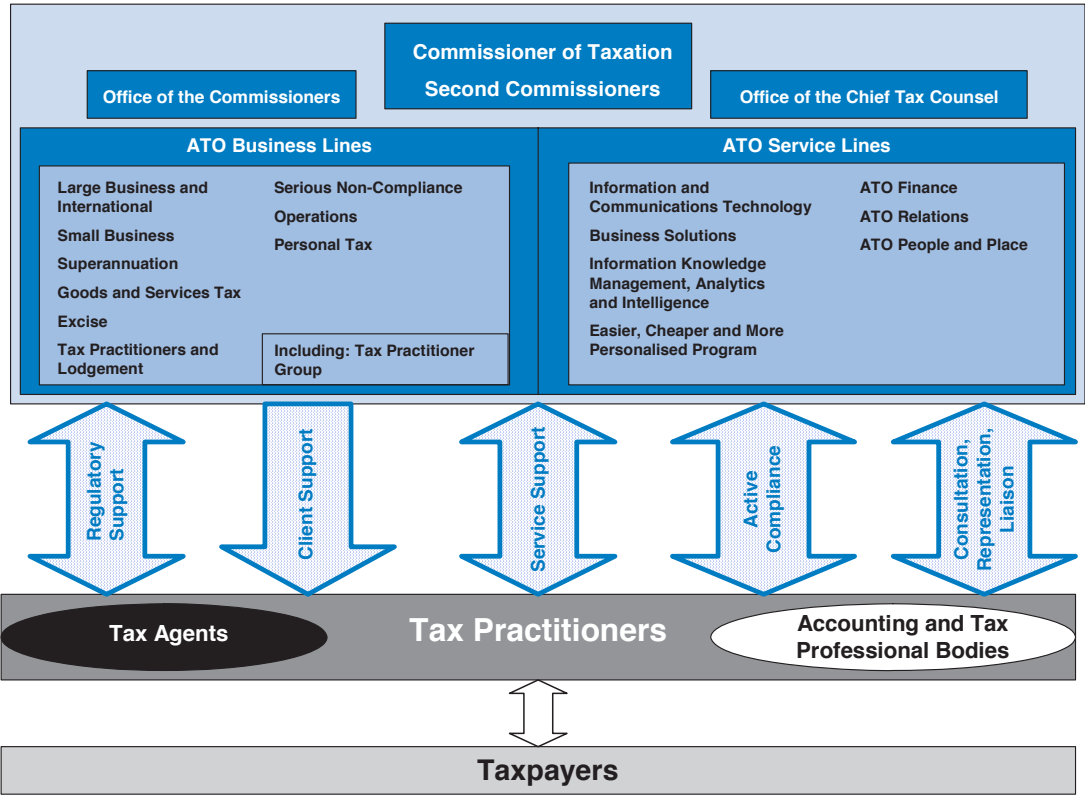 Commissioner of Taxation
Second Commissioners
Office of the Commissioners
Office of the Chief Tax Counsel
ATO Business Lines
Large Business and
International
Small Business
Superannuation
Goods and Services Tax
Excise
Tax Practitioners and
Lodgement
Serious Non-Compliance
Operations
Personal Tax
Including: Tax Practitioner
Group
ATO Service Lines
Information and
Communications Technology
Business Solutions
Information Knowledge
Management, Analytics
and Intelligence
Easier, Cheaper and More
Personalised Program
ATO Finance
ATO Relations
ATO People and Place
Regulatory
Support
Client Support
Service Support
Active
Compliance
Consultation,
Representation,
Liaison
Tax Agents
Tax Practitioners
Accounting and Tax
Professional Bodies
Taxpayers